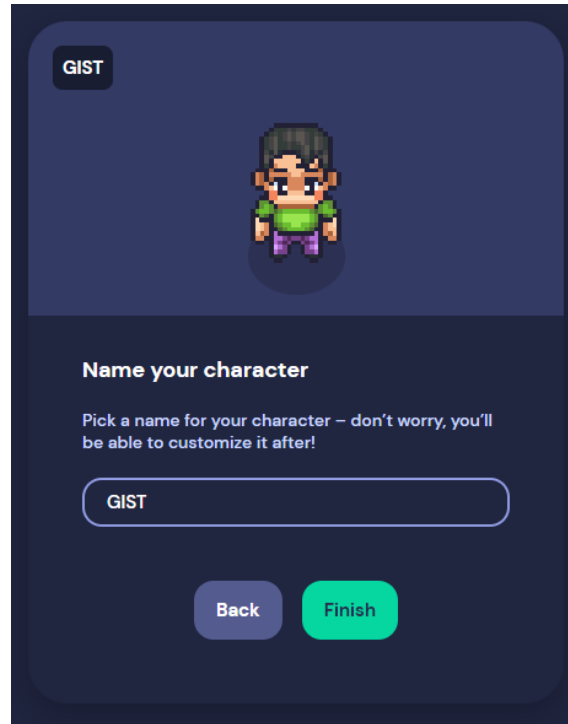 GIST
Name your character
Pick a name for your character – don’t worry, you’ll
be able to customize it after!
GIST
Back
Finish